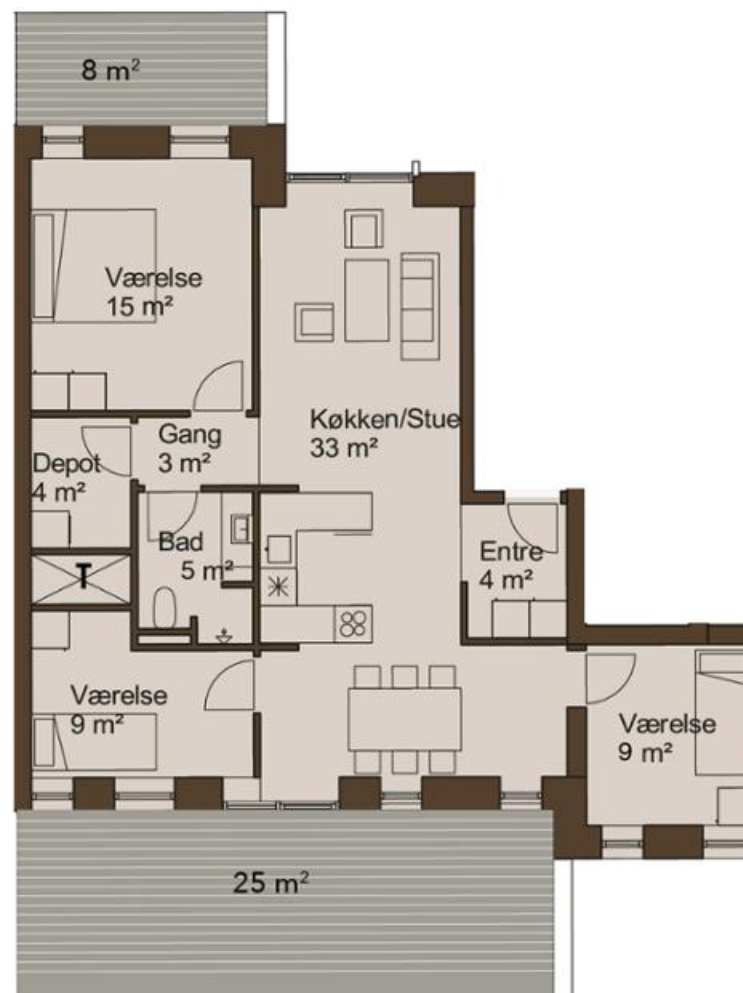 8 m²
Værelse
15 m²
Køkken/Stue
33 m²
Gang
3 m²
Depot
4 m²
Bad
5 m²
Entre
4 m²
T
Værelse
9 m²
Værelse
9 m²
25 m²